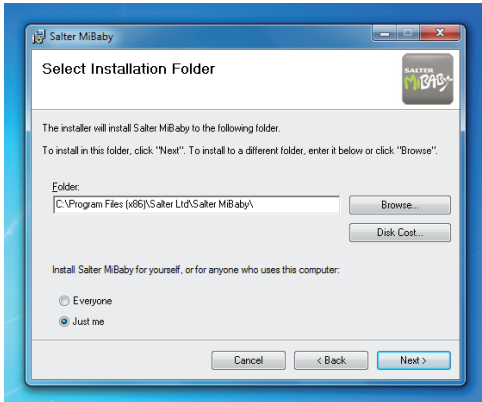 Salter MiBaby
Select Installation Folder
SALTER
MiBABY
The installer will install Salter MiBaby to the following folder.
To install in this folder, click "Next". To install to a different folder, enter it below or click "Browse".
Folder:
C:\Program Files (x86)\Salter Ltd\Salter MiBaby\
Browse...
Disk Cost...
Install Salter MiBaby for yourself, or for anyone who uses this computer:
Everyone
Just me
Cancel
< Back
Next >